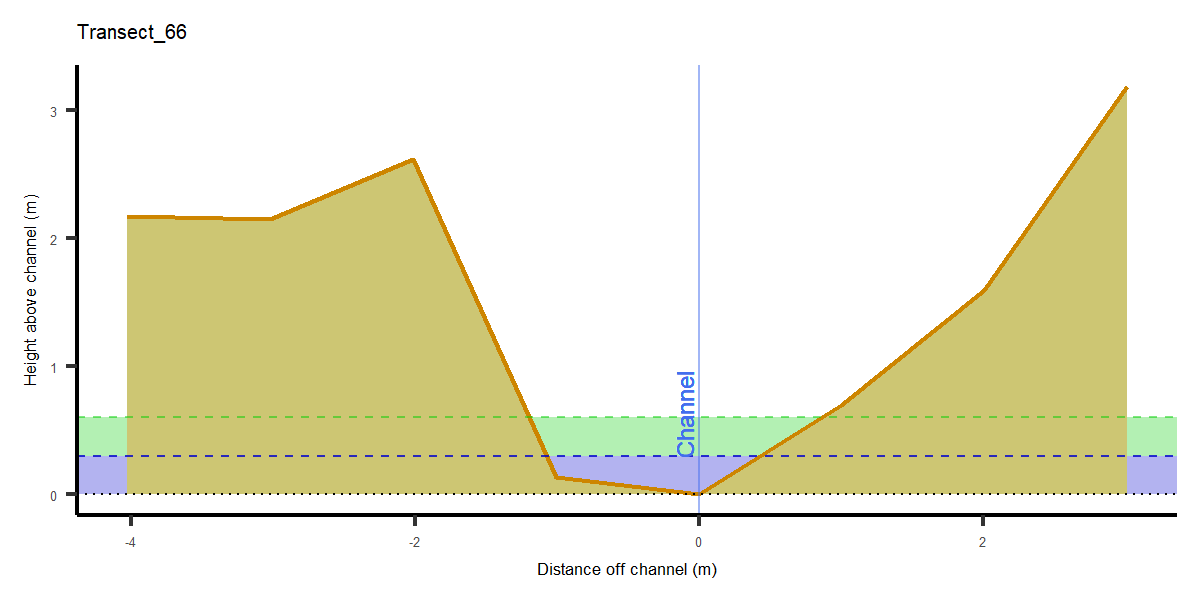 Transect_66
Height above channel (m)
3
2
1
0
Channel
-4
-2
0
2
Distance off channel (m)